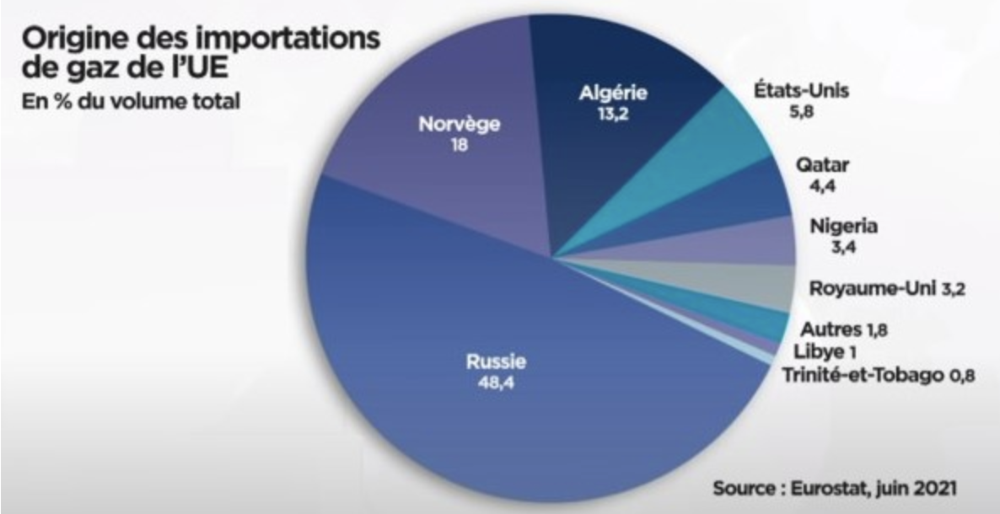 Origine des importations
de gaz de l'UE
En % du volume total
Algérie
13,2
États-Unis
5,8
Norvège
18
Qatar
4,4
Nigeria
3,4
Royaume-Uni 3,2
Autres 1,8
Libye 1
Trinité-et-Tobago 0,8
Russie
48,4
Source : Eurostat, juin 2021